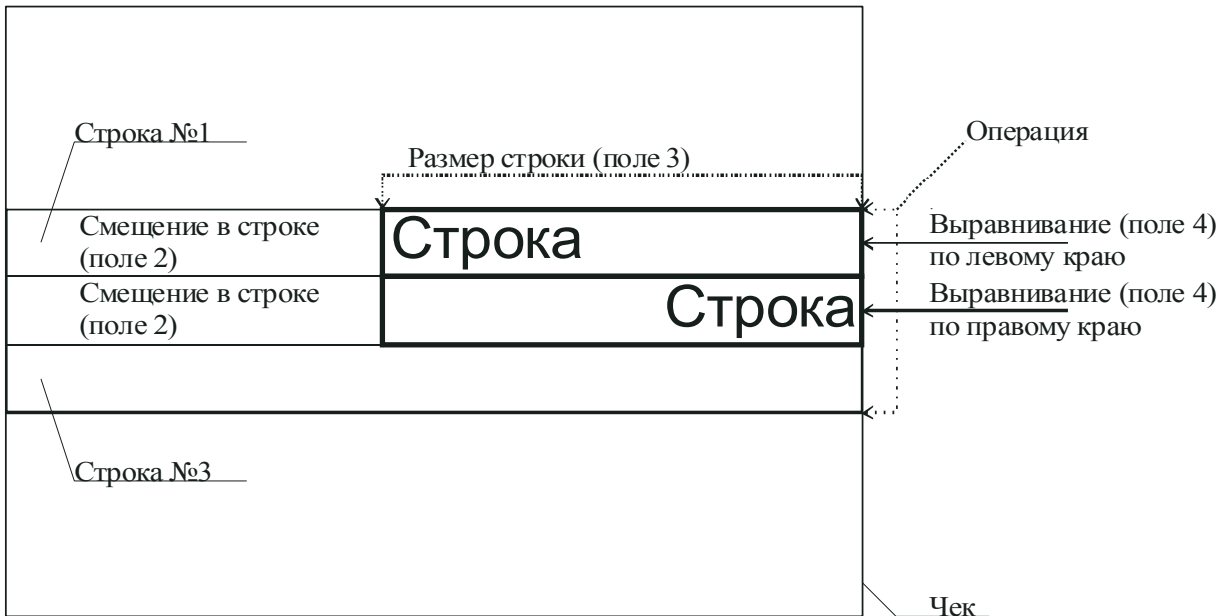 Строка №1
Операция
Размер строки (поле 3)
Смещение в строке
(поле 2)
Строка
Выравнивание (поле 4)
по левому краю
Смещение в строке
(поле 2)
Строка
Выравнивание (поле 4)
по правому краю
Строка №3
Чек